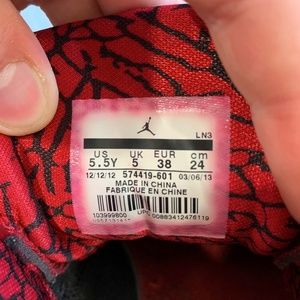 LN3
US UK EUR cm
5.5Y 5 38 24
12/12/12 574419-601 03/06/13
MADE IN CHINA
FABRIQUE EN CHINE
103999800 UPC 00883412476119